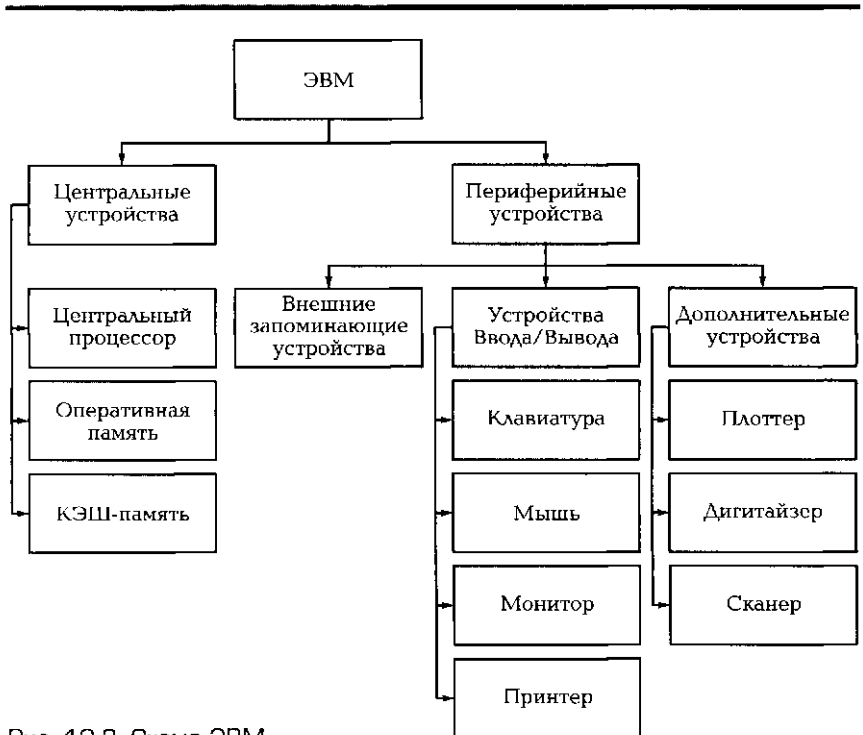 ЭВМ
Центральные
устройства
Периферийные
устройства
Центральный
процессор
Внешние
запоминающие
устройства
Устройства
Ввода/Вывода
Дополнительные
устройства
Оперативная
память
Клавиатура
Плоттер
КЭШ-память
Мышь
Дигитайзер
Монитор
Сканер
Принтер
ЭВМ